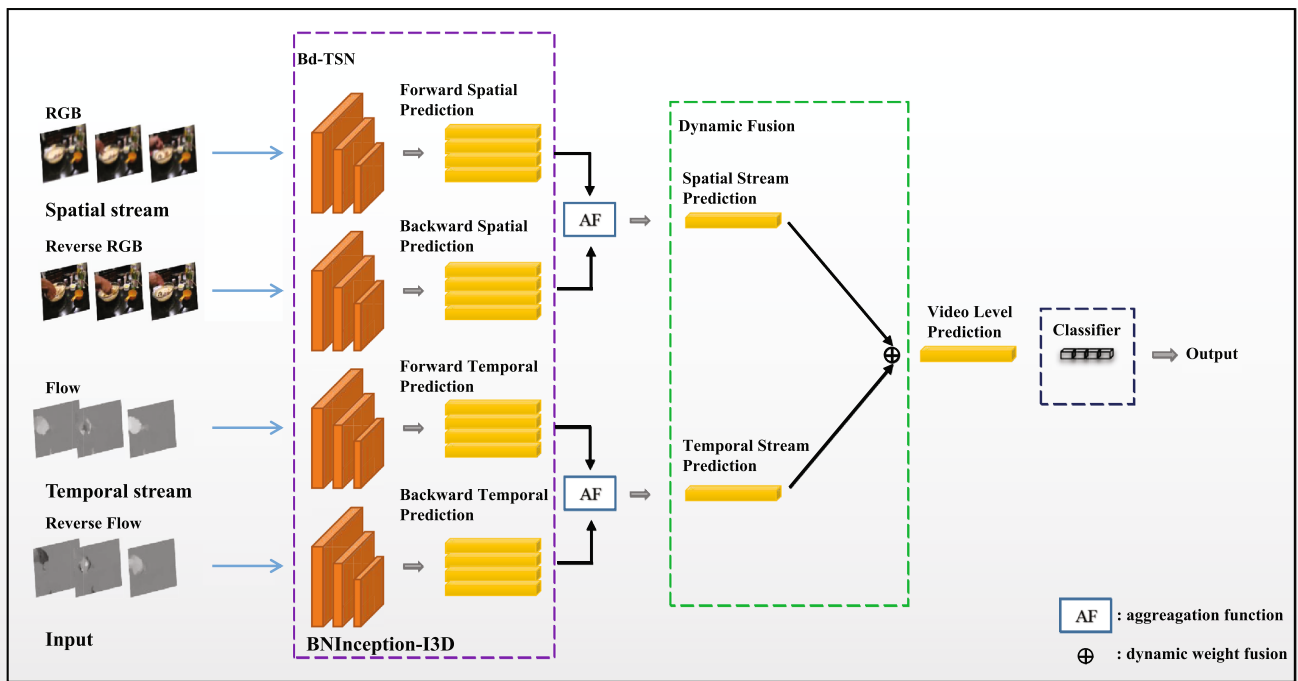 Bd-TSN
RGB
Spatial stream
Reverse RGB
Flow
Temporal stream
Reverse Flow
Input
Forward Spatial
Prediction
Backward Spatial
Prediction
Forward Temporal
Prediction
Backward Temporal
Prediction
BNInception-I3D
AF
AF
Dynamic Fusion
Spatial Stream
Prediction
Temporal Stream
Prediction
Video Level
Prediction
Classifier
Output
AF : aggreagation function
⊕ : dynamic weight fusion